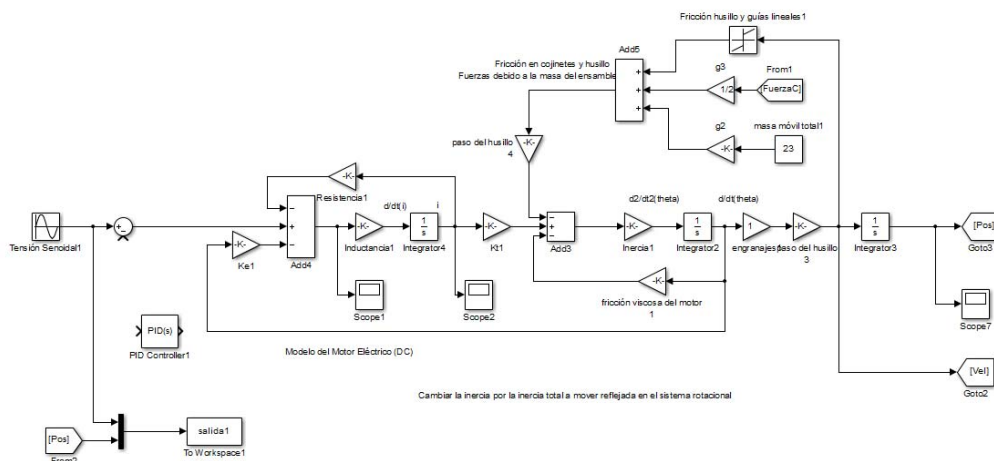 Fricción husillo y guías lineales1
Add5
Fricción en cojinetes y husillo
Fuerzas debido a la masa del ensamble
+
+
+
g3
1/2
From1
[FuerzaC]
g2
-K-
masa móvil total1
23
paso del husillo
4
-K-
-K-
Resistencia1
d/dt(i)
i
d2/dt2(theta)
d/dt(theta)
Tensión Senoidal1
+
−
−
+
−
Add4
-K-
Ke1
-K-
Inductancia1
1
s
Integrator4
-K-
Kt1
−
+
−
Add3
-K-
Inercia1
1
s
Integrator2
1
engranajes1
-K-
paso del husillo
3
1
s
Integrator3
[Pos]
Goto3
-K-
fricción viscosa del motor
1
Scope1
Scope2
Scope7
PID(s)
PID Controller1
Modelo del Motor Eléctrico (DC)
[Vel]
Goto2
Cambiar la inercia por la inercia total a mover reflejada en el sistema rotacional
[Pos]
salida1
To Workspace1